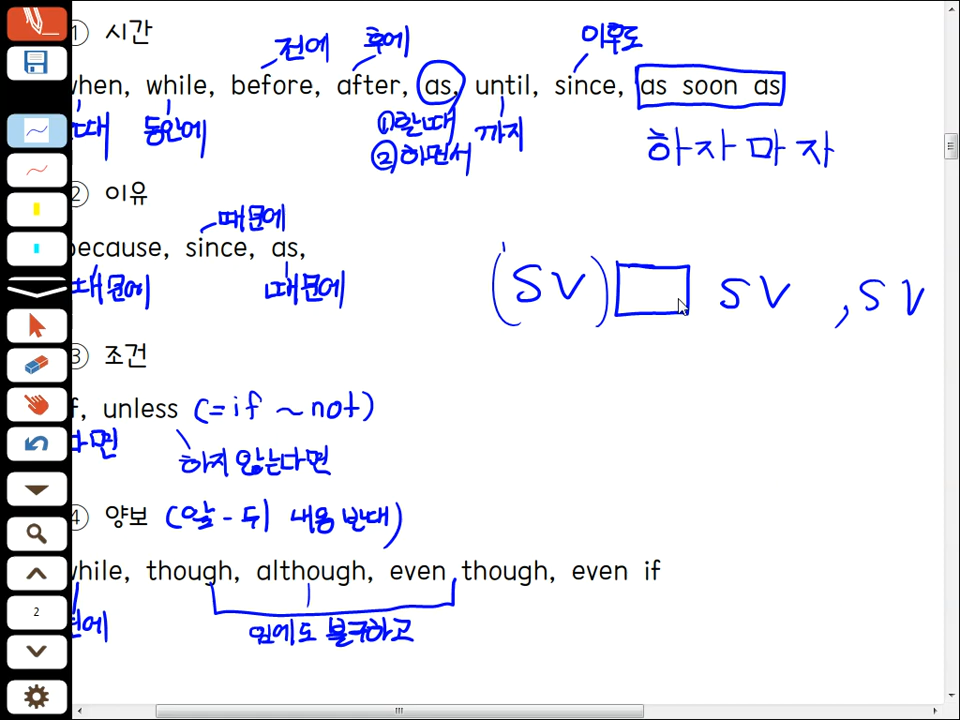 ① 시간
전에 후에 이후도
when, while, before, after, as, until, since, as soon as
때 동안에 ①할때 까지 하자마자
②하면서
② 이유
때문에
because, since, as,
때문에 때문에
(SV) SV , SV
③ 조건
if, unless (= if ~ not)
다면 하지 않는다면
④ 양보 (앞 - 뒤 내용 반대)
while, though, although, even though, even if
반에 임에도 불구하고
2